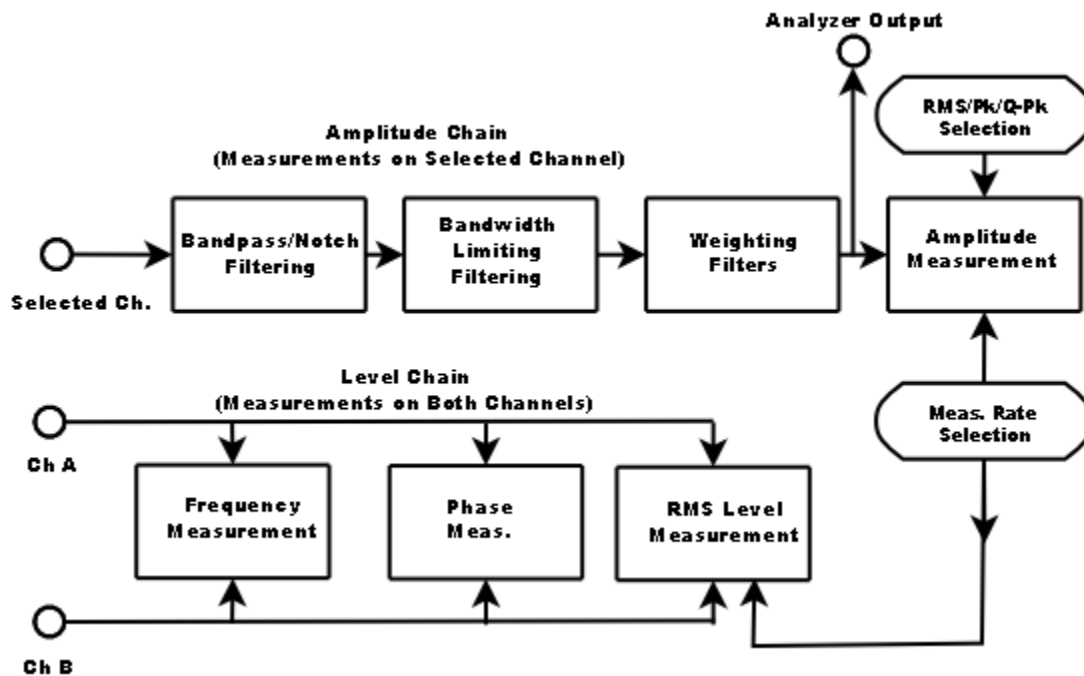 Analyzer Output
RMS/Pk/Q-Pk
Selection
Amplitude Chain
(Measurements on Selected Channel)
Bandpass/Notch
Filtering
Bandwidth
Limiting
Filtering
Weighting
Filters
Amplitude
Measurement
Selected Ch.
Level Chain
(Measurements on Both Channels)
Meas. Rate
Selection
Ch A
Frequency
Measurement
Phase
Meas.
RMS Level
Measurement
Ch B